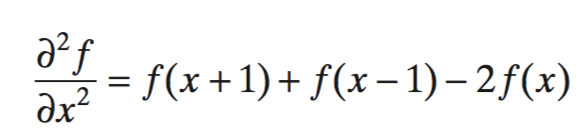 ∂²f/∂x² = f(x+1) + f(x−1) − 2f(x)